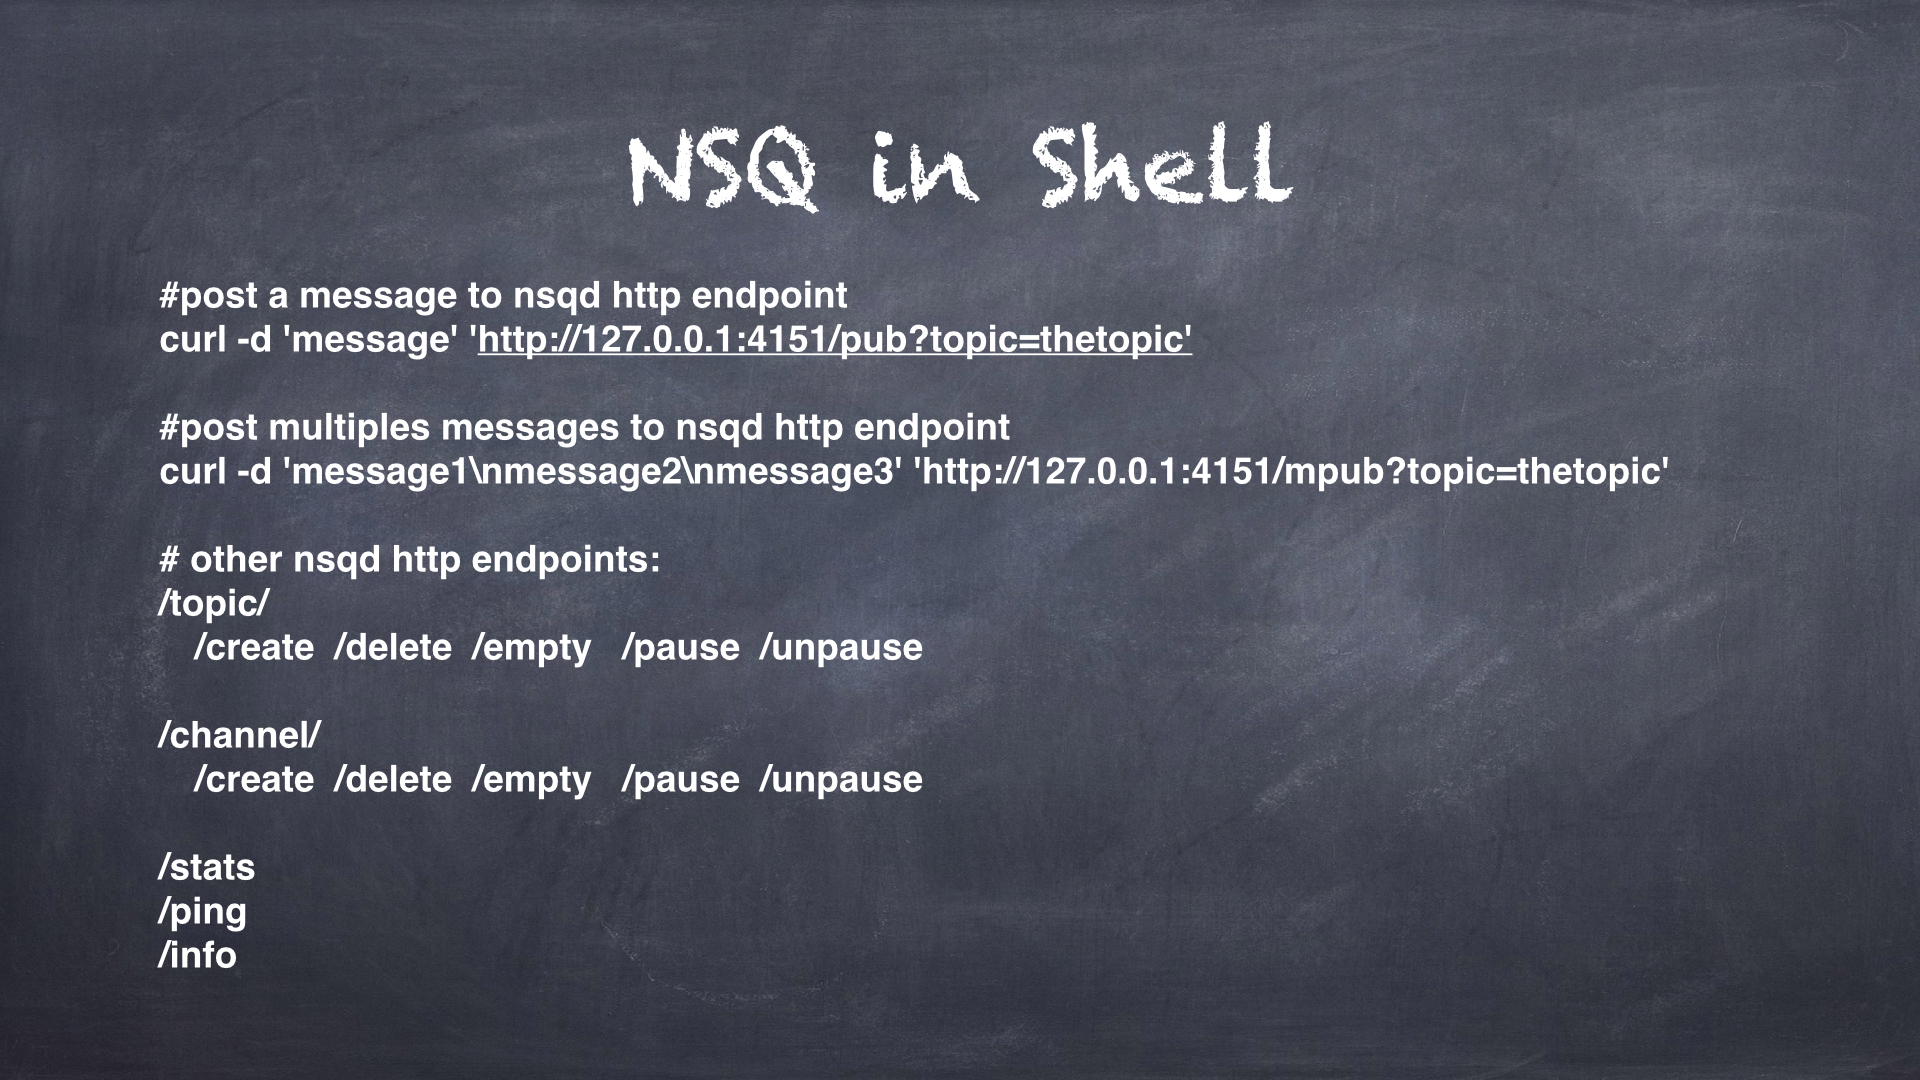 NSQ in Shell
#post a message to nsqd http endpoint
curl -d 'message' 'http://127.0.0.1:4151/pub?topic=thetopic'
#post multiples messages to nsqd http endpoint
curl -d 'message1\nmessage2\nmessage3' 'http://127.0.0.1:4151/mpub?topic=thetopic'
# other nsqd http endpoints:
/topic/
/create /delete /empty /pause /unpause
/channel/
/create /delete /empty /pause /unpause
/stats
/ping
/info